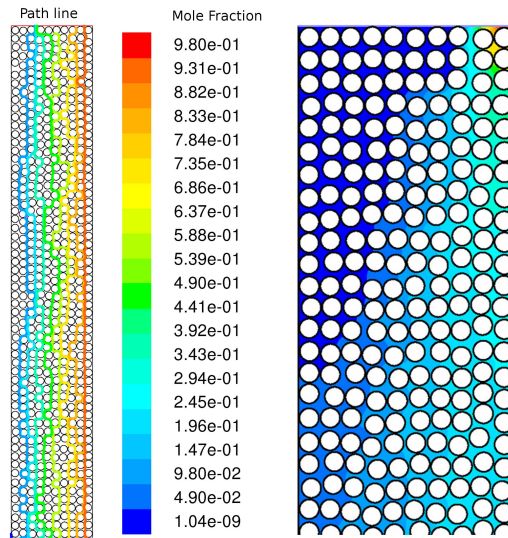 Path line
Mole Fraction
9.80e-01
9.31e-01
8.82e-01
8.33e-01
7.84e-01
7.35e-01
6.86e-01
6.37e-01
5.88e-01
5.39e-01
4.90e-01
4.41e-01
3.92e-01
3.43e-01
2.94e-01
2.45e-01
1.96e-01
1.47e-01
9.80e-02
4.90e-02
1.04e-09